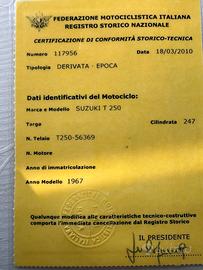 FEDERAZIONE MOTOCICLISTICA ITALIANA
REGISTRO STORICO NAZIONALE
CERTIFICAZIONE DI CONFORMITÀ STORICO-TECNICA
Numero 117956 Data 18/03/2010
Tipologia DERIVATA - EPOCA
Dati identificativi del Motociclo:
Marca e Modello SUZUKI T 250
Targa Cilindrata 247
N. Telaio T250-56369
N. Motore
Anno di immatricolazione
Anno Modello 1967
Qualunque modifica alle caratteristiche tecnico-costruttive
comporta l'immediata cancellazione dal Registro Storico
IL PRESIDENTE